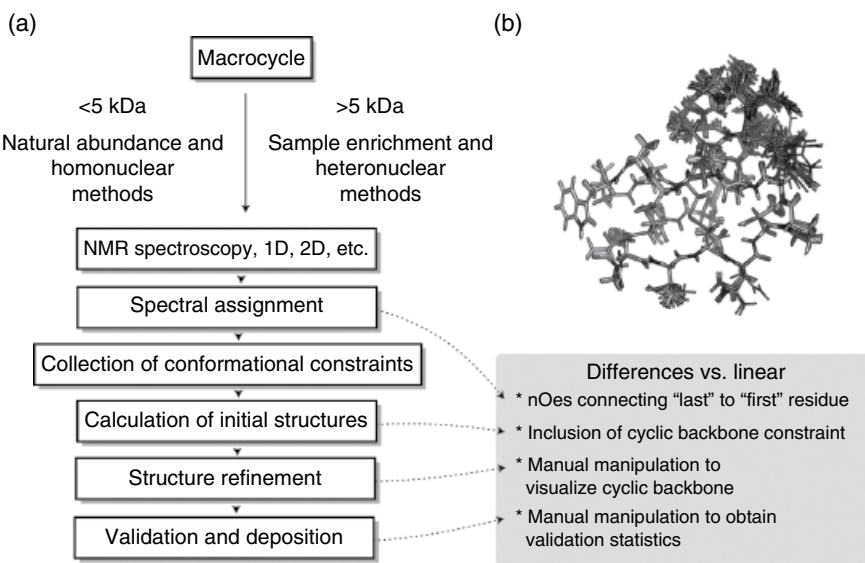 (a)
Macrocycle
<5 kDa
Natural abundance and
homonuclear
methods
>5 kDa
Sample enrichment and
heteronuclear
methods
NMR spectroscopy, 1D, 2D, etc.
Spectral assignment
Collection of conformational constraints
Calculation of initial structures
Structure refinement
Validation and deposition
(b)
Differences vs. linear
* nOes connecting “last” to “first” residue
* Inclusion of cyclic backbone constraint
* Manual manipulation to
visualize cyclic backbone
* Manual manipulation to obtain
validation statistics